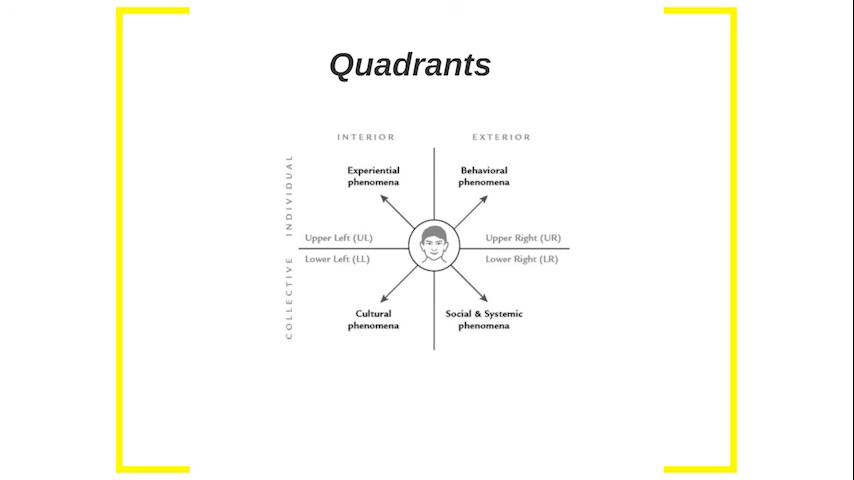 Quadrants
INTERIOR
EXTERIOR
INDIVIDUAL
Experiential
phenomena
Behavioral
phenomena
Upper Left (UL)
Upper Right (UR)
COLLECTIVE
Lower Left (LL)
Lower Right (LR)
Cultural
phenomena
Social & Systemic
phenomena